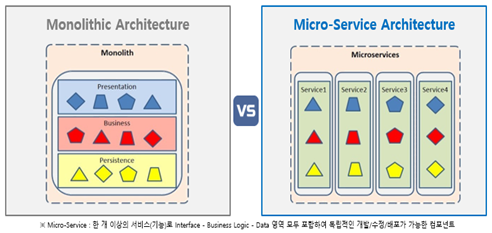 Monolithic Architecture
Monolith
Presentation
Business
Persistence
VS
Micro-Service Architecture
Microservices
Service1 Service2 Service3 Service4
※ Micro-Service : 한 개 이상의 서비스(기능)로 Interface - Business Logic - Data 영역 모두 포함하여 독립적인 개발/수정/배포가 가능한 컴포넌트